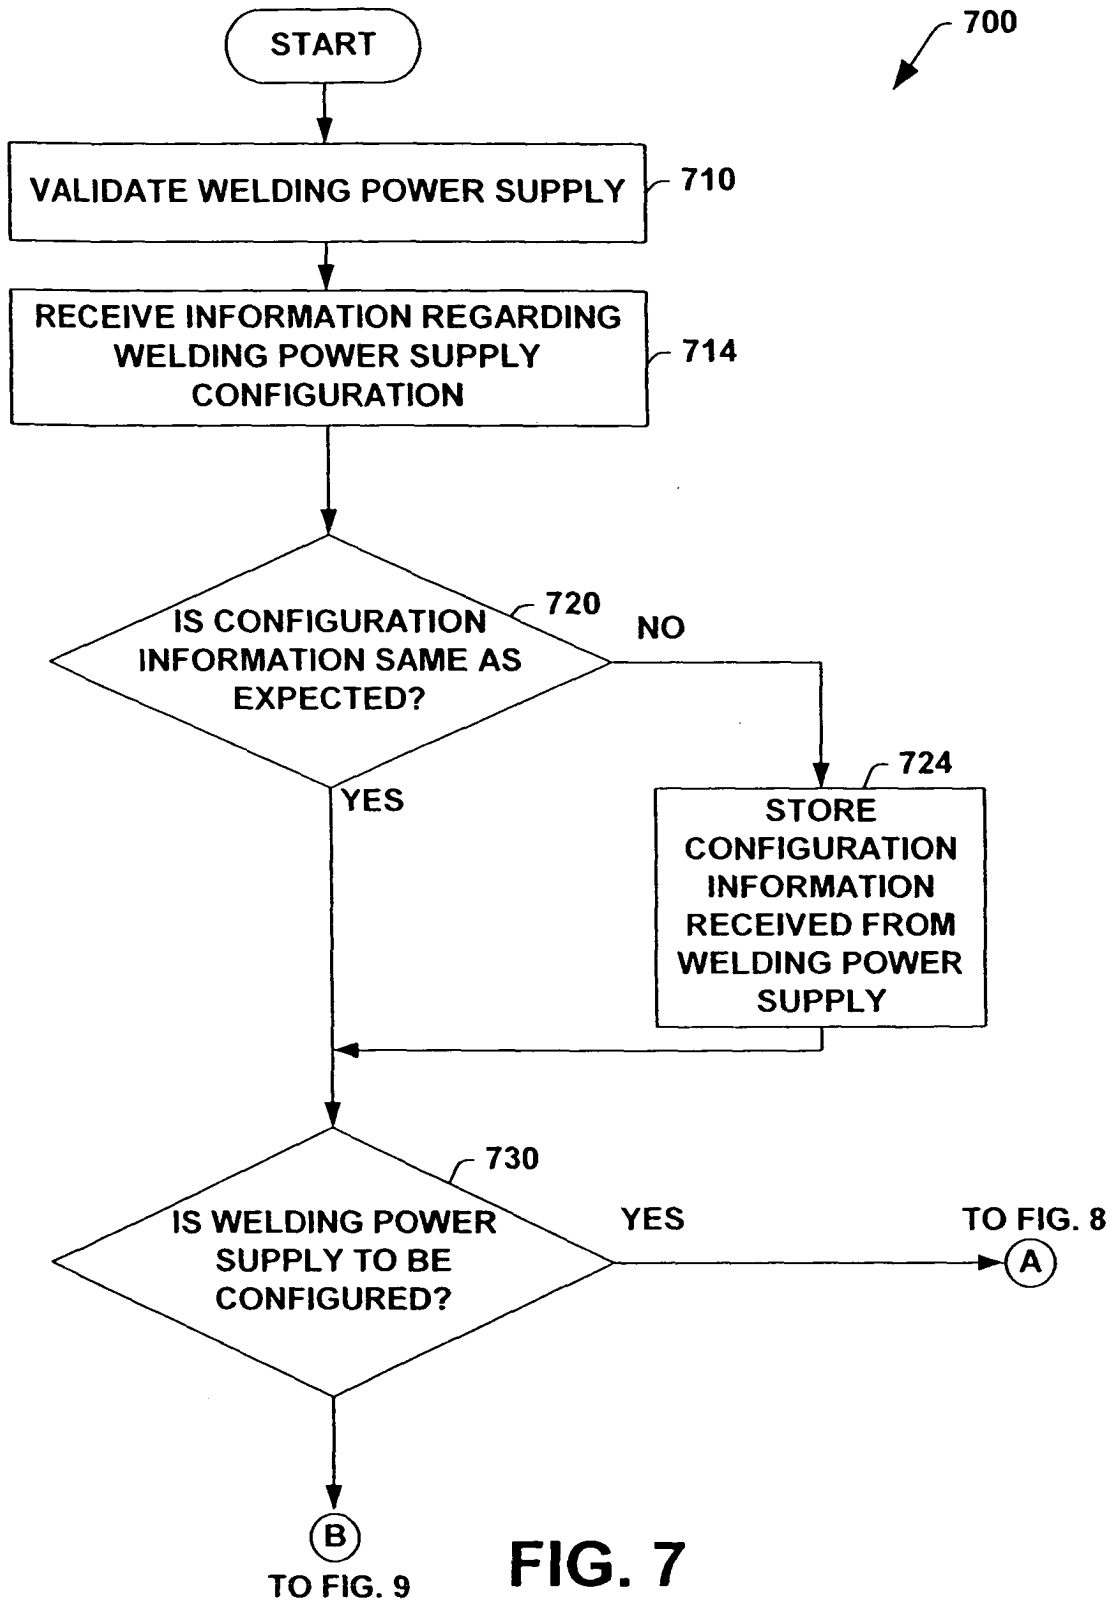 START
700
VALIDATE WELDING POWER SUPPLY
710
RECEIVE INFORMATION REGARDING
WELDING POWER SUPPLY
CONFIGURATION
714
IS CONFIGURATION
INFORMATION SAME AS
EXPECTED?
720
NO
YES
724
STORE
CONFIGURATION
INFORMATION
RECEIVED FROM
WELDING POWER
SUPPLY
730
IS WELDING POWER
SUPPLY TO BE
CONFIGURED?
YES
TO FIG. 8
A
B
TO FIG. 9
FIG. 7